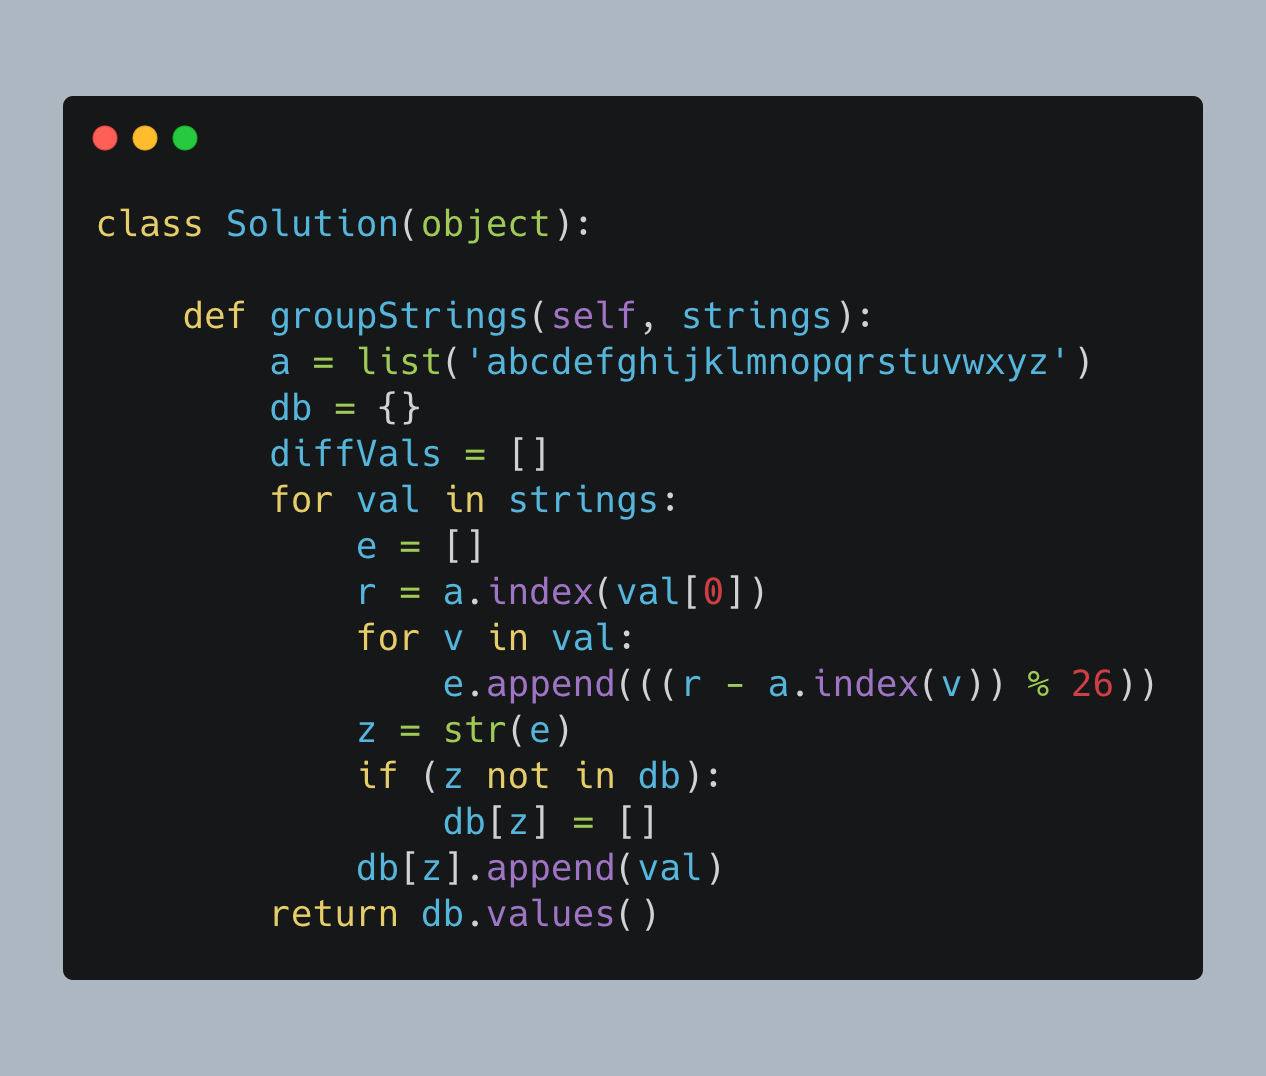 class Solution(object):

    def groupStrings(self, strings):
        a = list('abcdefghijklmnopqrstuvwxyz')
        db = {}
        diffVals = []
        for val in strings:
            e = []
            r = a.index(val[0])
            for v in val:
                e.append(((r - a.index(v)) % 26))
            z = str(e)
            if (z not in db):
                db[z] = []
            db[z].append(val)
        return db.values()